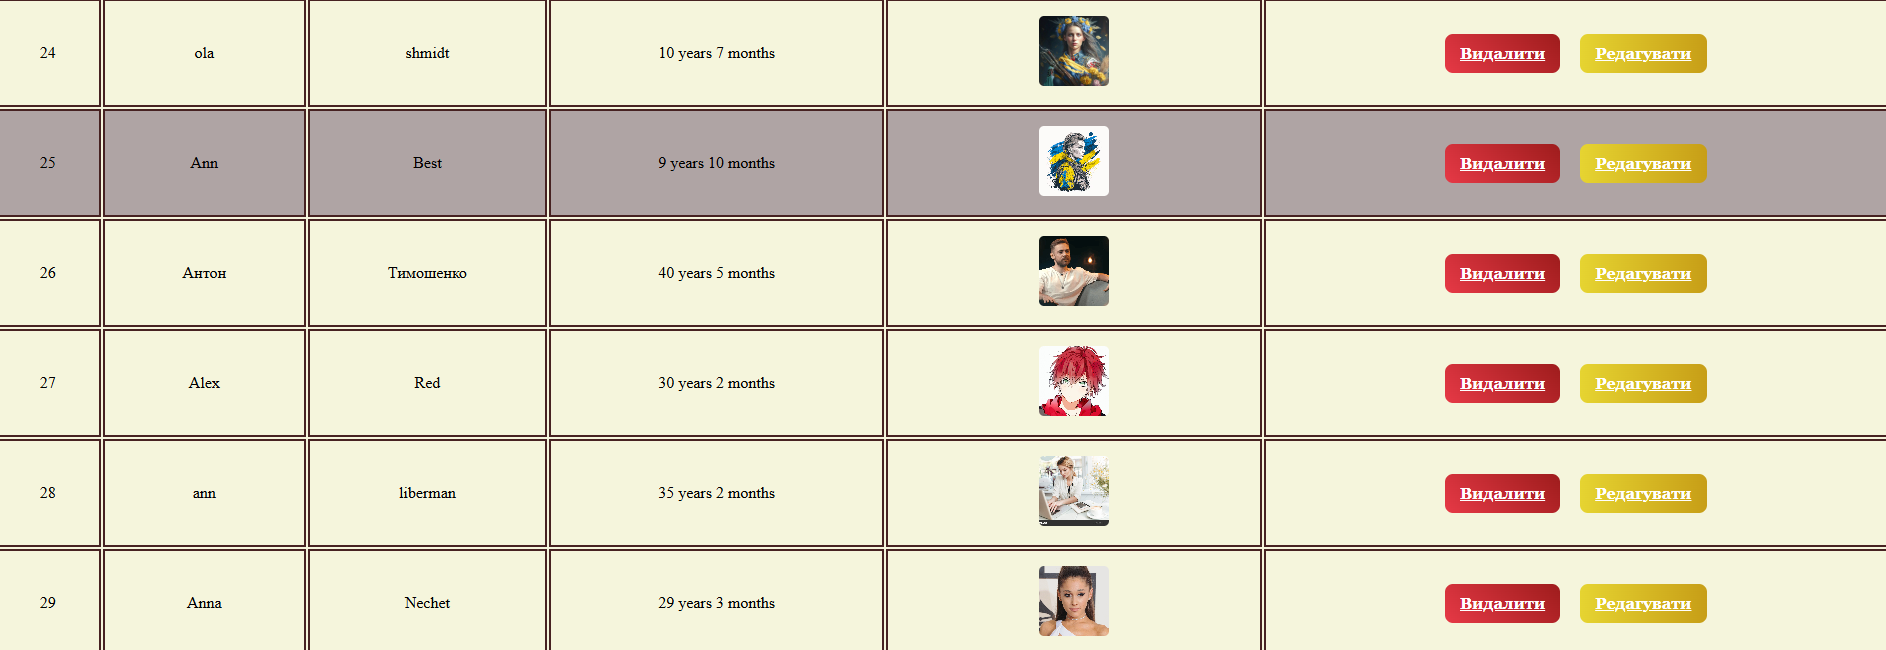 24 ola shmidt 10 years 7 months Видалити Редагувати
25 Ann Best 9 years 10 months Видалити Редагувати
26 Антон Тимошенко 40 years 5 months Видалити Редагувати
27 Alex Red 30 years 2 months Видалити Редагувати
28 ann liberman 35 years 2 months Видалити Редагувати
29 Anna Nechet 29 years 3 months Видалити Редагувати